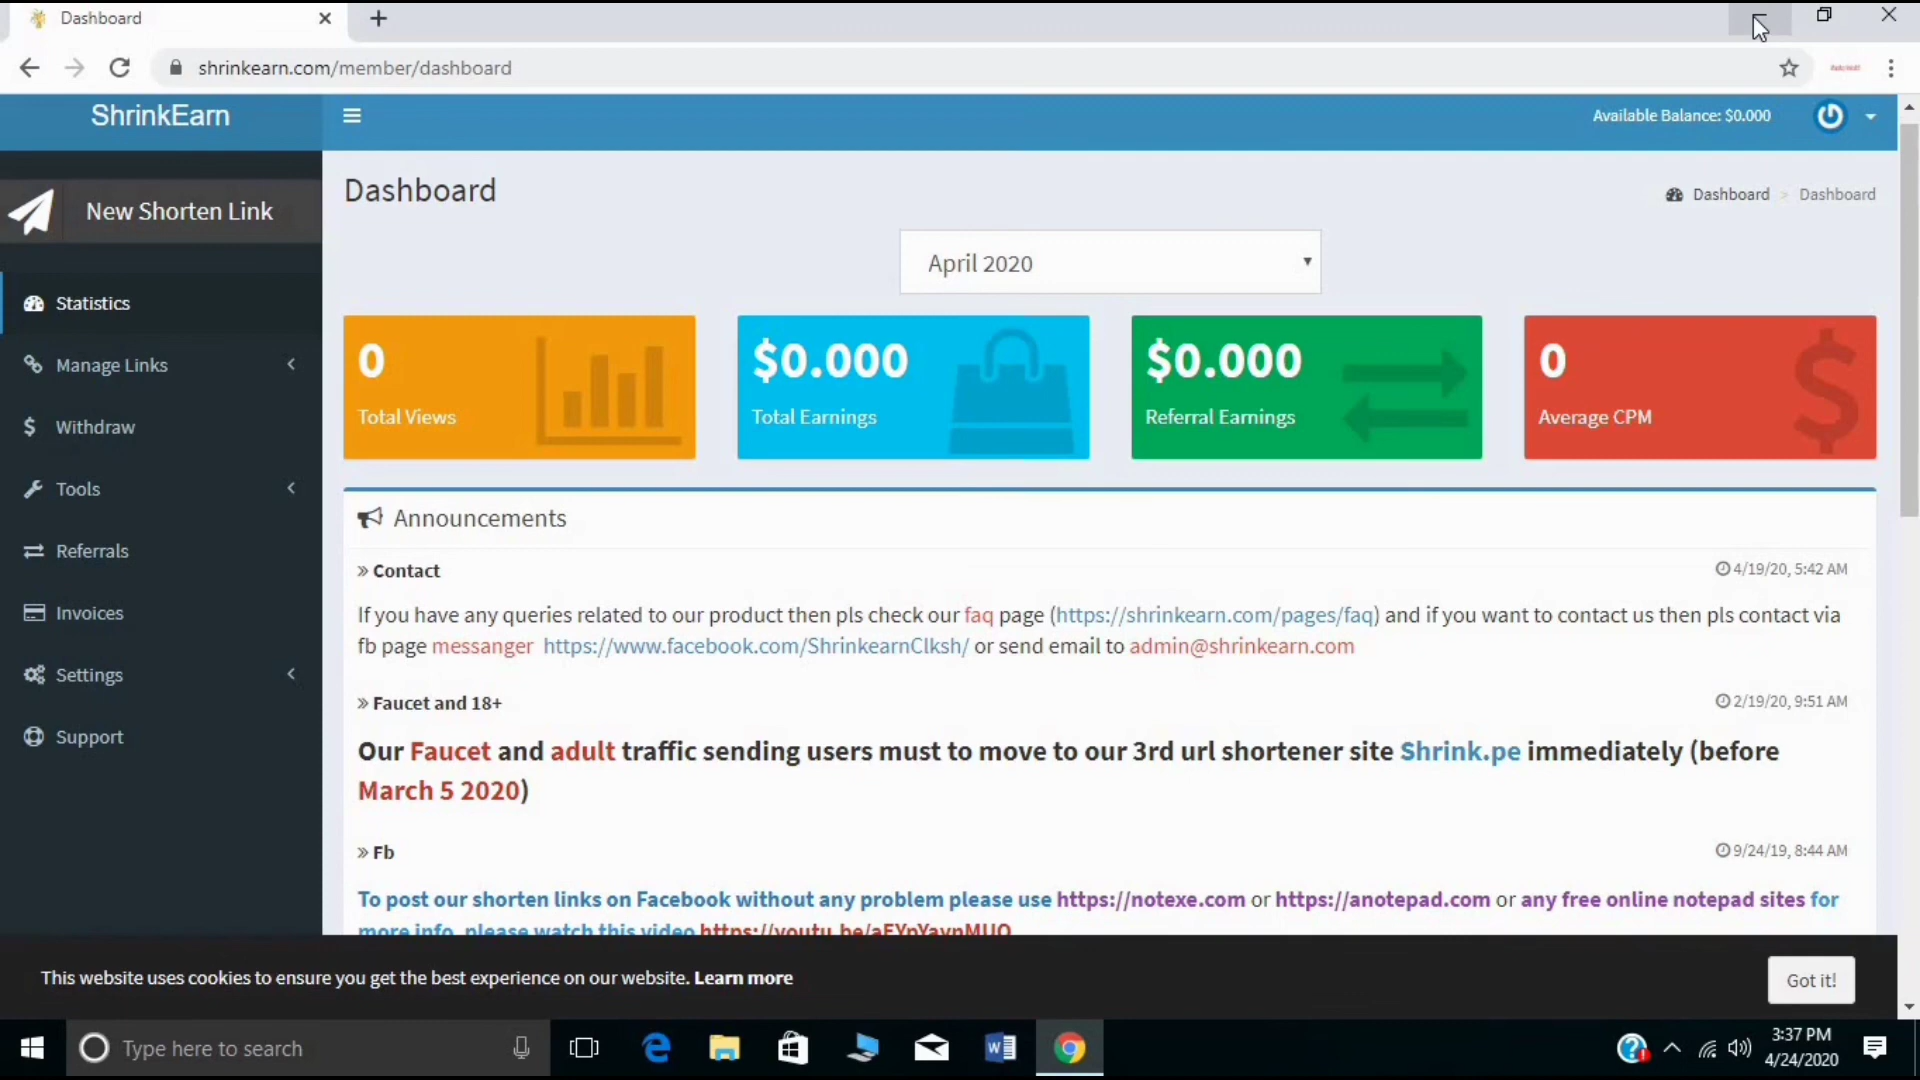 Dashboard
shrinkearn.com/member/dashboard
ShrinkEarn
Available Balance: $0.000
New Shorten Link
Dashboard
Dashboard > Dashboard
April 2020
Statistics
Manage Links
Withdraw
Tools
Referrals
Invoices
Settings
Support
0
Total Views
$0.000
Total Earnings
$0.000
Referral Earnings
0
Average CPM
Announcements
» Contact
4/19/20, 5:42 AM
If you have any queries related to our product then pls check our faq page (https://shrinkearn.com/pages/faq) and if you want to contact us then pls contact via
fb page messanger https://www.facebook.com/ShrinkearnClksh/ or send email to admin@shrinkearn.com
» Faucet and 18+
2/19/20, 9:51 AM
Our Faucet and adult traffic sending users must to move to our 3rd url shortener site Shrink.pe immediately (before
March 5 2020)
» Fb
9/24/19, 8:44 AM
To post our shorten links on Facebook without any problem please use https://notexe.com or https://anotepad.com or any free online notepad sites for
more info, please watch this video
This website uses cookies to ensure you get the best experience on our website. Learn more
Got it!
Type here to search
3:37 PM
4/24/2020